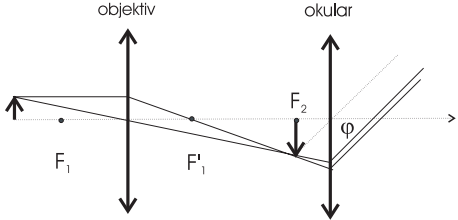 objektiv
okular
F₂
φ
F₁
F'₁